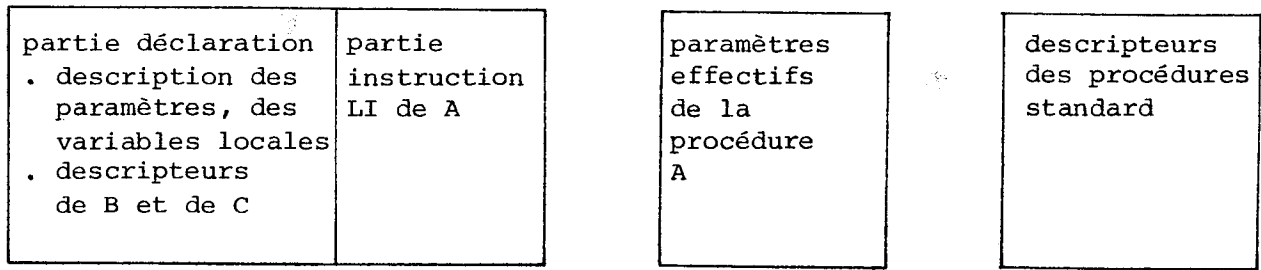 partie déclaration
. description des
paramètres, des
variables locales
. descripteurs
de B et de C
partie
instruction
LI de A
paramètres
effectifs
de la
procédure
A
descripteurs
des procédures
standard